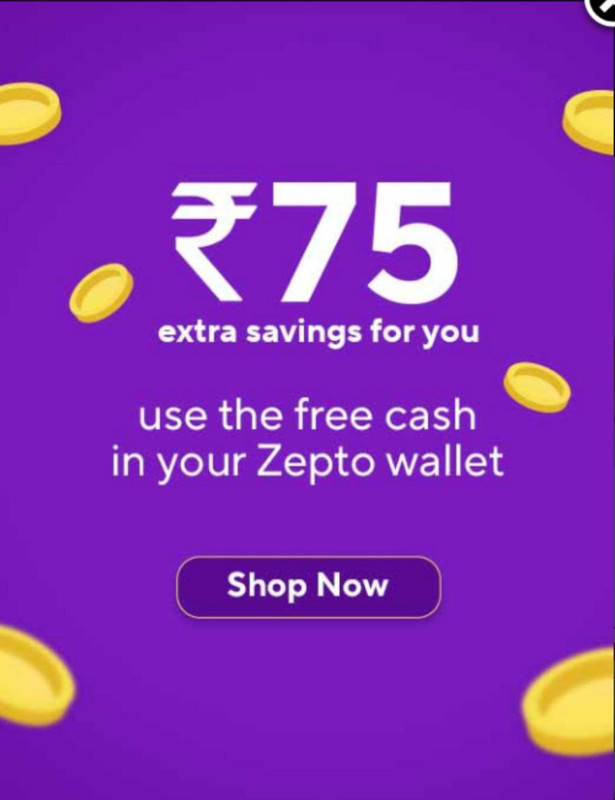 ₹75
extra savings for you
use the free cash
in your Zepto wallet
Shop Now